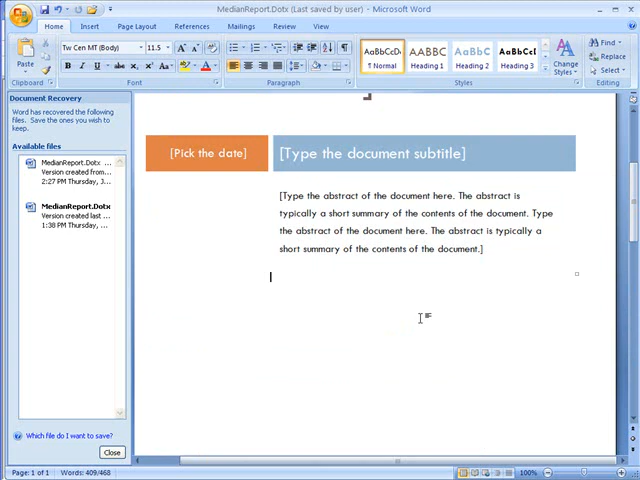 MedianReport.Dotx (Last saved by user) - Microsoft Word
Home Insert Page Layout References Mailings Review View
Tw Cen MT (Body) 11.5
Paste
B I U abc x₂ x² Aa
AaBbCcDc AABBC AaBbC AaBbC(
¶ Normal Heading 1 Heading 2 Heading 3
Change Styles
Find
Replace
Select
Clipboard Font Paragraph Styles Editing
Document Recovery
Word has recovered the following
files. Save the ones you wish to
keep.
Available files
MedianReport.Dotx ...
Version created from...
2:27 PM Thursday, J...
MedianReport.Dotx
Version created last ...
1:38 PM Thursday, ...
Which file do I want to save?
Close
[Pick the date] [Type the document subtitle]
[Type the abstract of the document here. The abstract is
typically a short summary of the contents of the document. Type
the abstract of the document here. The abstract is typically a
short summary of the contents of the document.]
Page: 1 of 1 Words: 409/468 100%